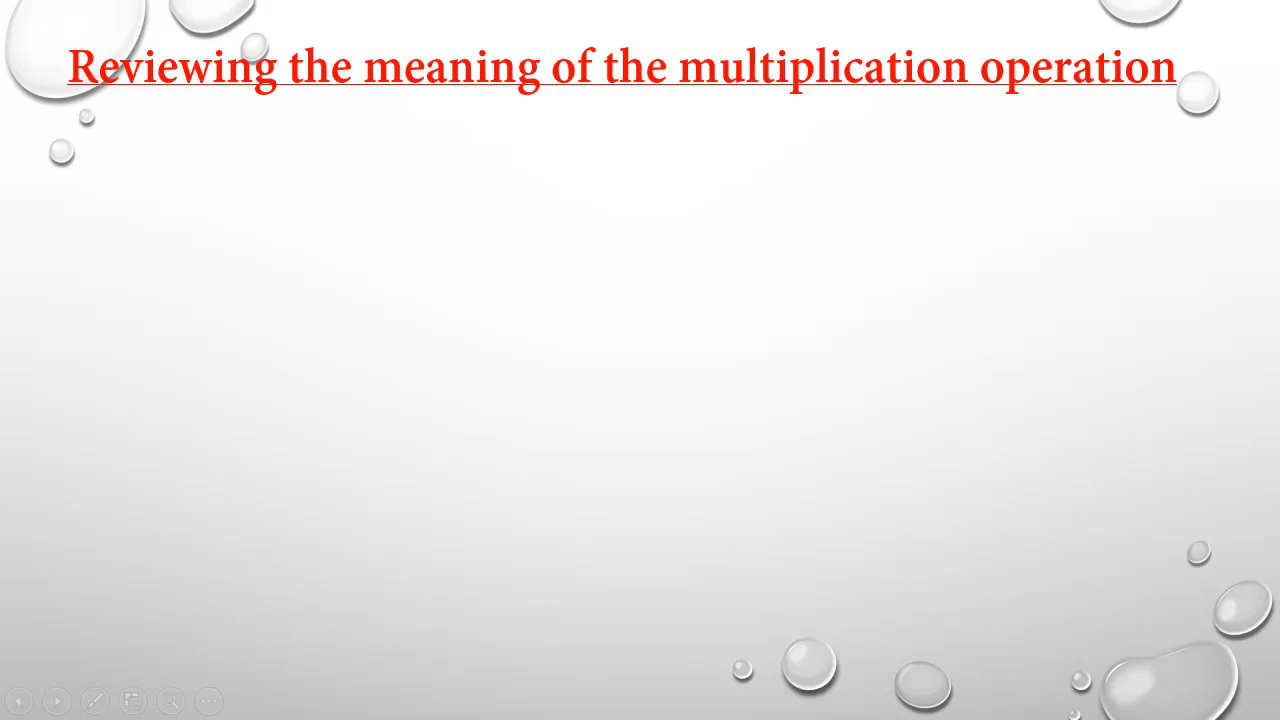 Reviewing the meaning of the multiplication operation